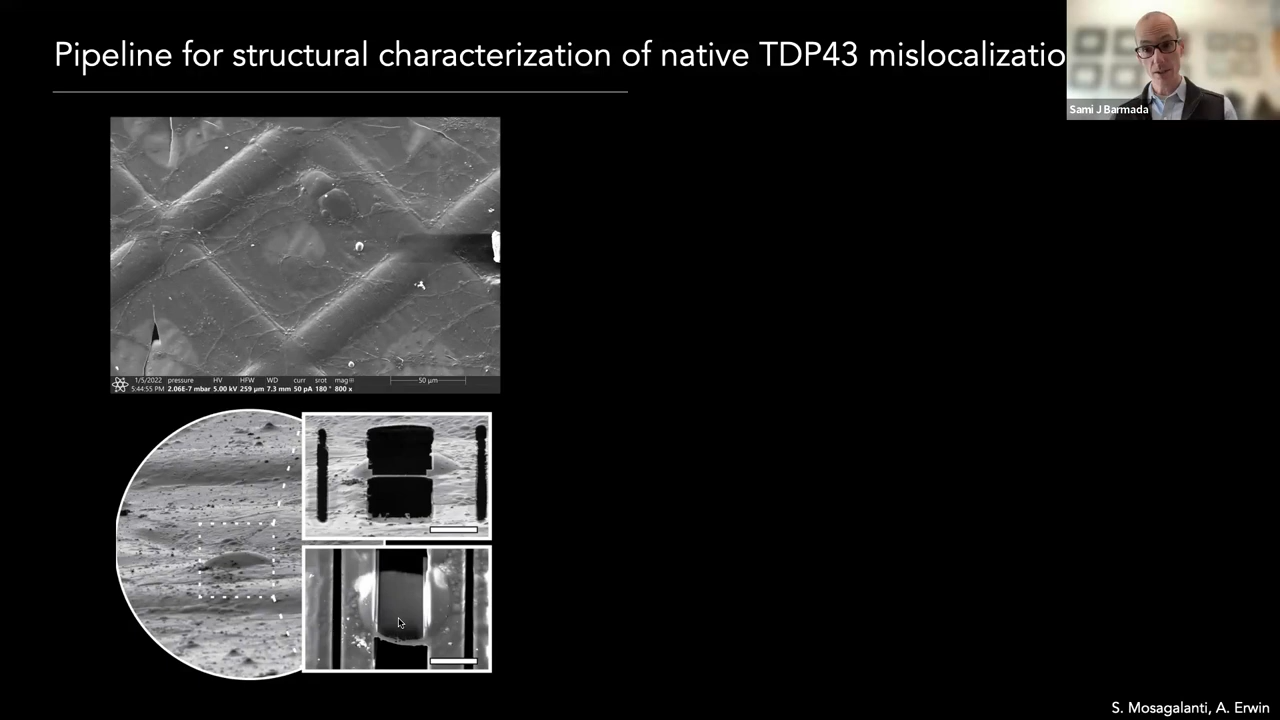 Pipeline for structural characterization of native TDP43 mislocalizatio
Sami J Barmada
1/5/2022 pressure HV HFW WD curr srot mag
5:44:55 PM 2.06E-7 mbar 5.00 kV 259 µm 7.3 mm 50 pA 180 ° 800 x
50 µm
S. Mosagalanti, A. Erwin